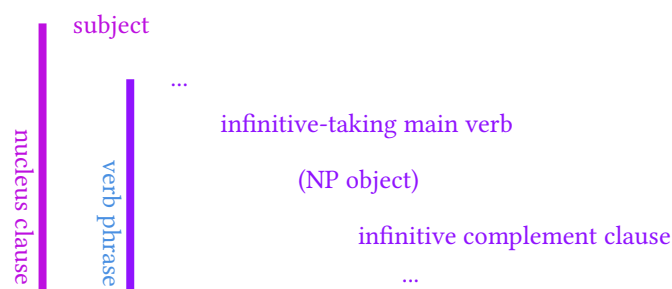 subject
...
infinitive-taking main verb
(NP object)
infinitive complement clause
...
nucleus clause
verb phrase